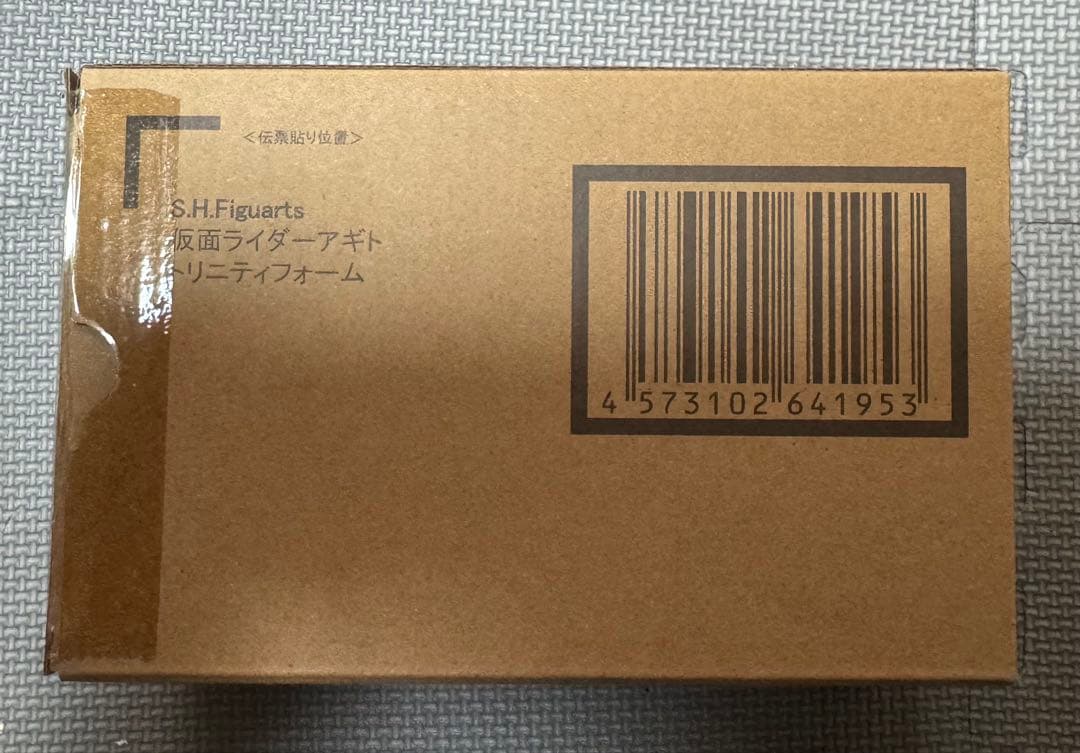 <伝票貼り位置>
S.H.Figuarts
仮面ライダーアギト
トリニティフォーム
4 573102 641953